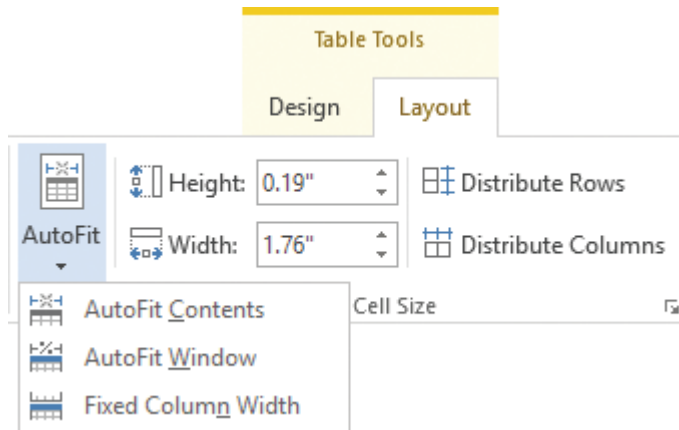 Table Tools
Design Layout
Height: 0.19" Distribute Rows
AutoFit Width: 1.76" Distribute Columns
AutoFit Contents Cell Size
AutoFit Window
Fixed Column Width